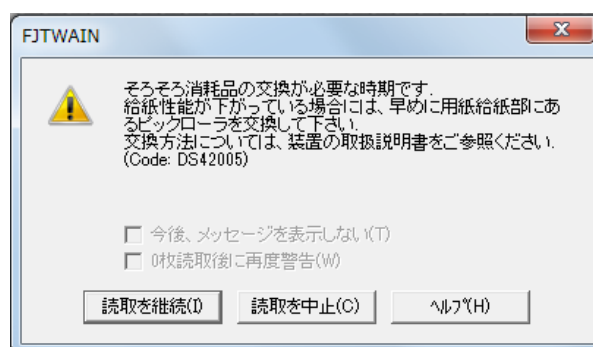 FJTWAIN
そろそろ消耗品の交換が必要な時期です.
給紙性能が下がっている場合には、早めに用紙給紙部にあ
るピックローラを交換して下さい.
交換方法については、装置の取扱説明書をご参照ください.
(Code: DS42005)
今後、メッセージを表示しない(T)
0枚読取後に再度警告(W)
読取を継続(I) 読取を中止(C) ヘルプ(H)